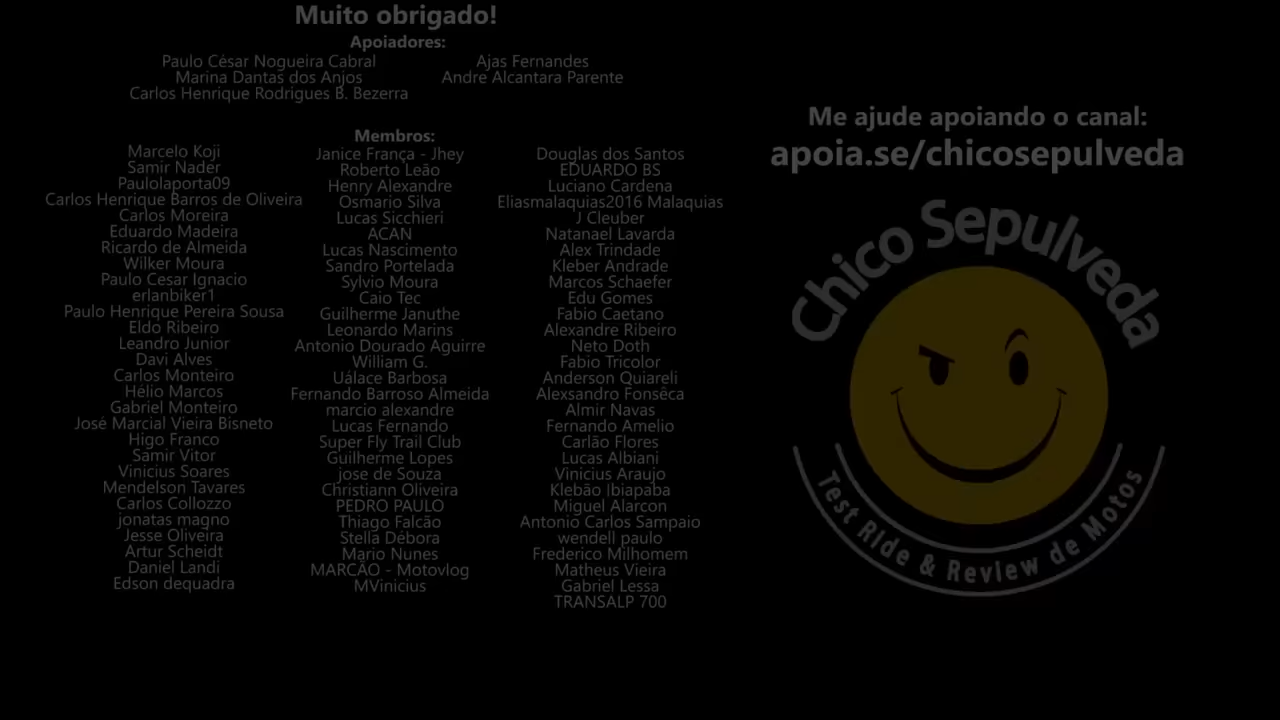 Muito obrigado!
Apoiadores:
Paulo César Nogueira Cabral
Marina Dantas dos Anjos
Carlos Henrique Rodrigues B. Bezerra
Ajas Fernandes
Andre Alcantara Parente
Membros:
Marcelo Koji
Samir Nader
Paulolaporta09
Carlos Henrique Barros de Oliveira
Carlos Moreira
Eduardo Madeira
Ricardo de Almeida
Wilker Moura
Paulo Cesar Ignacio
erlanbiker1
Paulo Henrique Pereira Sousa
Eldo Ribeiro
Leandro Junior
Davi Alves
Carlos Monteiro
Hélio Marcos
Gabriel Monteiro
José Marcial Vieira Bisneto
Higo Franco
Samir Vitor
Vinicius Soares
Mendelson Tavares
Carlos Collozzo
jonatas magno
Jesse Oliveira
Artur Scheidt
Daniel Landi
Edson dequadra
Janice França - Jhey
Roberto Leão
Henry Alexandre
Osmario Silva
Lucas Sicchieri
ACAN
Lucas Nascimento
Sandro Portelada
Sylvio Moura
Caio Tec
Guilherme Januthe
Leonardo Marins
Antonio Dourado Aguirre
William G.
Uálace Barbosa
Fernando Barroso Almeida
marcio alexandre
Lucas Fernando
Super Fly Trail Club
Guilherme Lopes
jose de Souza
Christiann Oliveira
PEDRO PAULO
Thiago Falcão
Stella Débora
Mario Nunes
MARCÃO - Motovlog
MVinicius
Douglas dos Santos
EDUARDO BS
Luciano Cardena
Eliasmalaquias2016 Malaquias
J Cleuber
Natanael Lavarda
Alex Trindade
Kleber Andrade
Marcos Schaefer
Edu Gomes
Fabio Caetano
Alexandre Ribeiro
Neto Doth
Fabio Tricolor
Anderson Quiareli
Alexsandro Fonsêca
Almir Navas
Fernando Amelio
Carlão Flores
Lucas Albiani
Vinicius Araujo
Klebão Ibiapaba
Miguel Alarcon
Antonio Carlos Sampaio
wendell paulo
Frederico Milhomem
Matheus Vieira
Gabriel Lessa
TRANSALP 700
Me ajude apoiando o canal:
apoia.se/chicosepulveda
Chico Sepulveda
Test Ride & Review de Motos